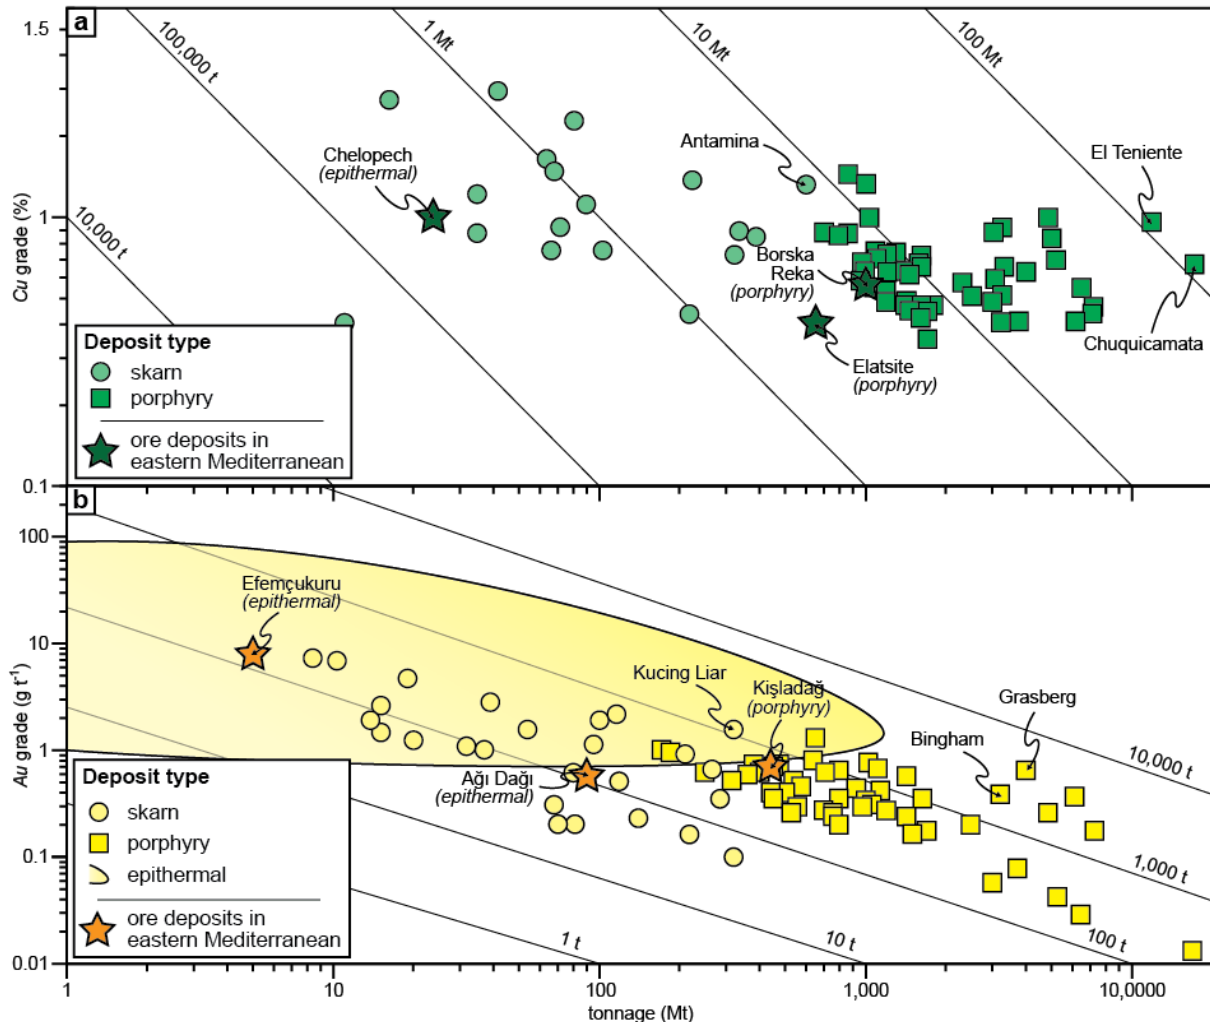 a
1.5
1
0.1
Cu grade (%)
100,000 t
10,000 t
1 Mt
10 Mt
100 Mt
Chelopech
(epithermal)
Antamina
El Teniente
Borska
Reka
(porphyry)
Elatsite
(porphyry)
Chuquicamata
Deposit type
skarn
porphyry
ore deposits in
eastern Mediterranean
b
100
10
1
0.1
0.01
Au grade (g t-1)
Efemçukuru
(epithermal)
Kucing Liar
Kişladağ
(porphyry)
Grasberg
Bingham
Ağı Dağı
(epithermal)
10,000 t
1,000 t
100 t
10 t
1 t
Deposit type
skarn
porphyry
epithermal
ore deposits in
eastern Mediterranean
1
10
100
1,000
10,0000
tonnage (Mt)